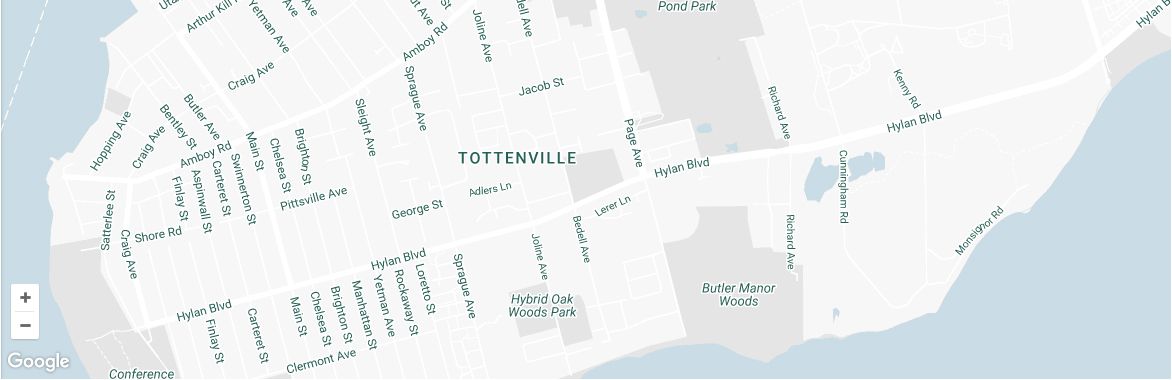 Pond Park
Arthur Kill
Yetman Ave
Joline Ave
Amboy Rd
Hylan B
Craig Ave
Sprague Ave
Jacob St
Kenny Rd
Richard Ave
Sleight Ave
Butler Ave
Bentley St
Hopping Ave
Craig Ave
Main St
Brighton St
Chelsea St
Page Ave
Hylan Blvd
Amboy Rd
Swinnerton St
TOTTENVILLE
Hylan Blvd
Carteret St
Aspinwall St
Finlay St
Pittsville Ave
Adlers Ln
Cunningham Rd
Satterlee St
George St
Lerer Ln
Bedell Ave
Richard Ave
Monsignor Rd
Shore Rd
Craig Ave
Hylan Blvd
Joline Ave
Sprague Ave
Loretto St
Rockaway St
Yetman Ave
Manhattan St
Brighton St
Chelsea St
Main St
Butler Manor
Woods
Hybrid Oak
Woods Park
Hylan Blvd
Carteret St
Finlay St
Clermont Ave
+
−
Google
Conference